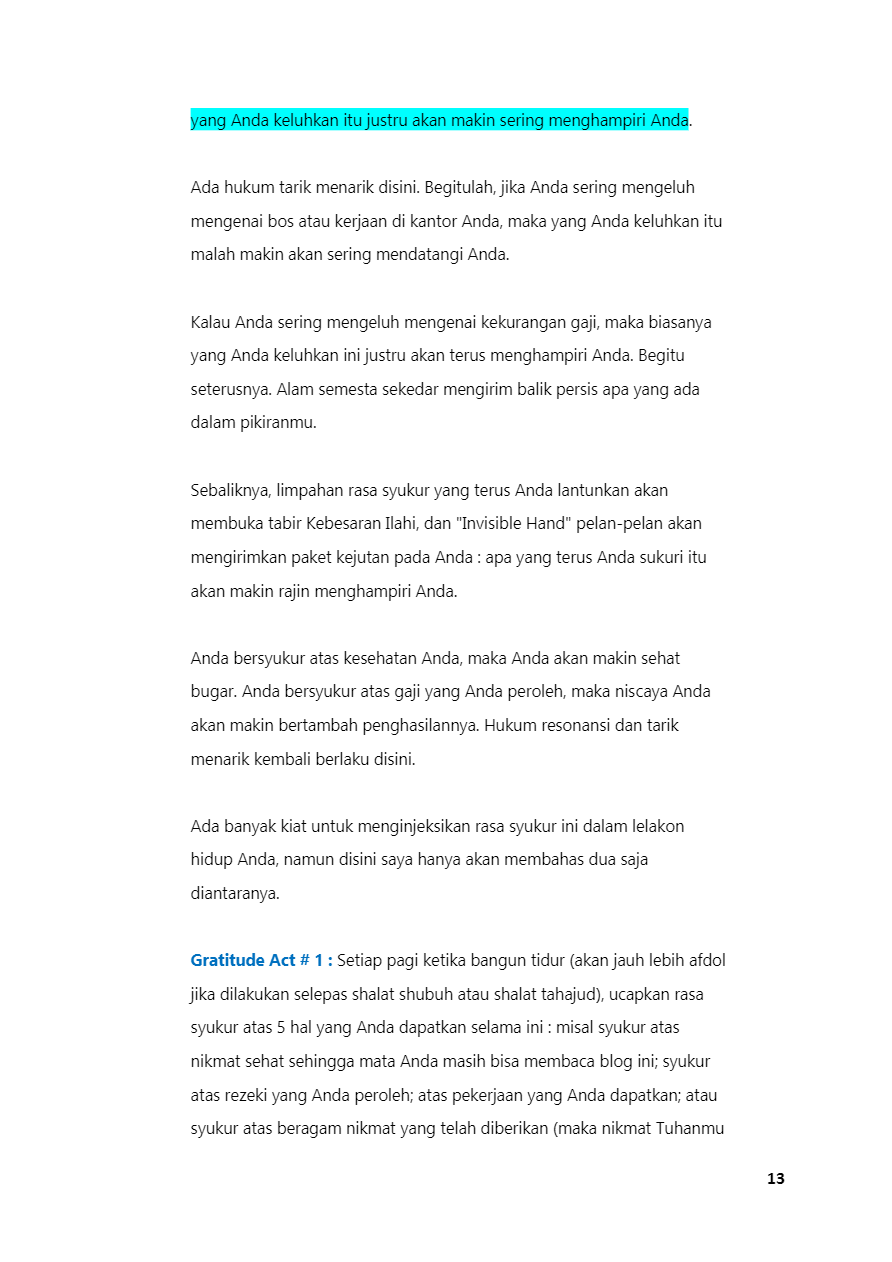 yang Anda keluhkan itu justru akan makin sering menghampiri Anda.
Ada hukum tarik menarik disini. Begitulah, jika Anda sering mengeluh
mengenai bos atau kerjaan di kantor Anda, maka yang Anda keluhkan itu
malah makin akan sering mendatangi Anda.
Kalau Anda sering mengeluh mengenai kekurangan gaji, maka biasanya
yang Anda keluhkan ini justru akan terus menghampiri Anda. Begitu
seterusnya. Alam semesta sekedar mengirim balik persis apa yang ada
dalam pikiranmu.
Sebaliknya, limpahan rasa syukur yang terus Anda lantunkan akan
membuka tabir Kebesaran Ilahi, dan "Invisible Hand" pelan-pelan akan
mengirimkan paket kejutan pada Anda : apa yang terus Anda sukuri itu
akan makin rajin menghampiri Anda.
Anda bersyukur atas kesehatan Anda, maka Anda akan makin sehat
bugar. Anda bersyukur atas gaji yang Anda peroleh, maka niscaya Anda
akan makin bertambah penghasilannya. Hukum resonansi dan tarik
menarik kembali berlaku disini.
Ada banyak kiat untuk menginjeksikan rasa syukur ini dalam lelakon
hidup Anda, namun disini saya hanya akan membahas dua saja
diantaranya.
Gratitude Act # 1 : Setiap pagi ketika bangun tidur (akan jauh lebih afdol
jika dilakukan selepas shalat shubuh atau shalat tahajud), ucapkan rasa
syukur atas 5 hal yang Anda dapatkan selama ini : misal syukur atas
nikmat sehat sehingga mata Anda masih bisa membaca blog ini; syukur
atas rezeki yang Anda peroleh; atas pekerjaan yang Anda dapatkan; atau
syukur atas beragam nikmat yang telah diberikan (maka nikmat Tuhanmu
13